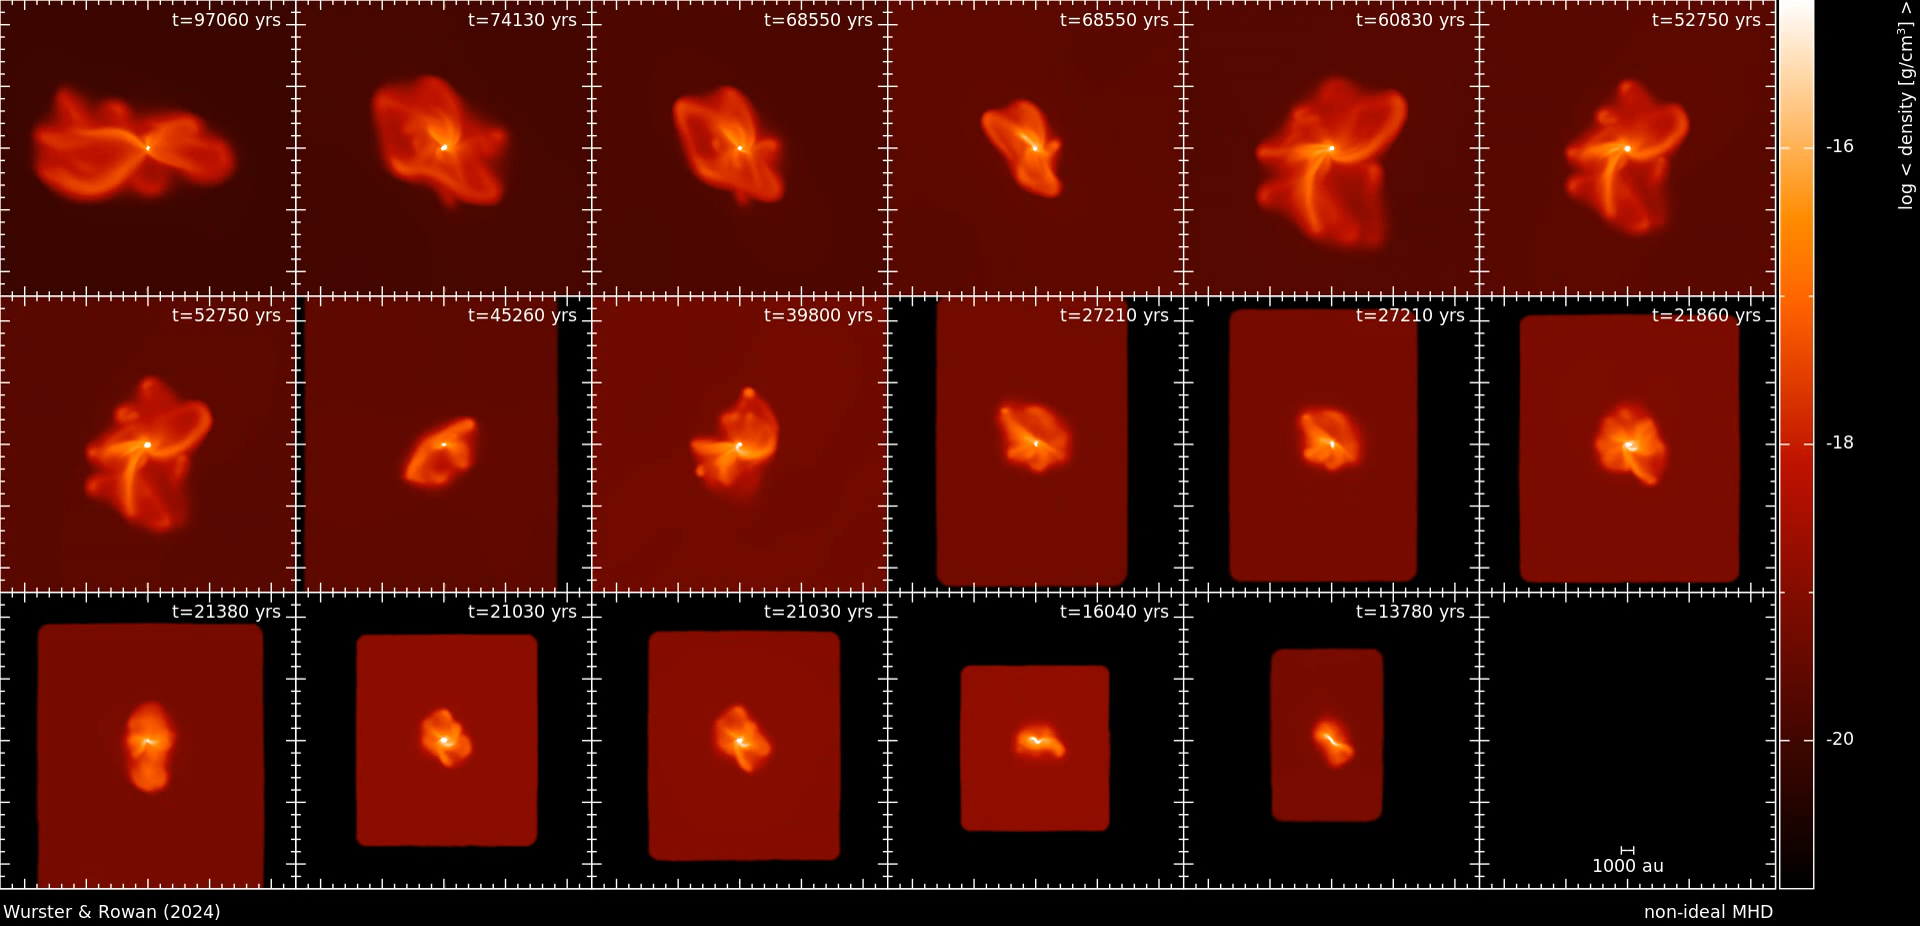 t=97060 yrs
t=74130 yrs
t=68550 yrs
t=68550 yrs
t=60830 yrs
t=52750 yrs
t=52750 yrs
t=45260 yrs
t=39800 yrs
t=27210 yrs
t=27210 yrs
t=21860 yrs
t=21380 yrs
t=21030 yrs
t=21030 yrs
t=16040 yrs
t=13780 yrs
1000 au
-16
-18
-20
log < density [g/cm³] >
Wurster & Rowan (2024)
non-ideal MHD